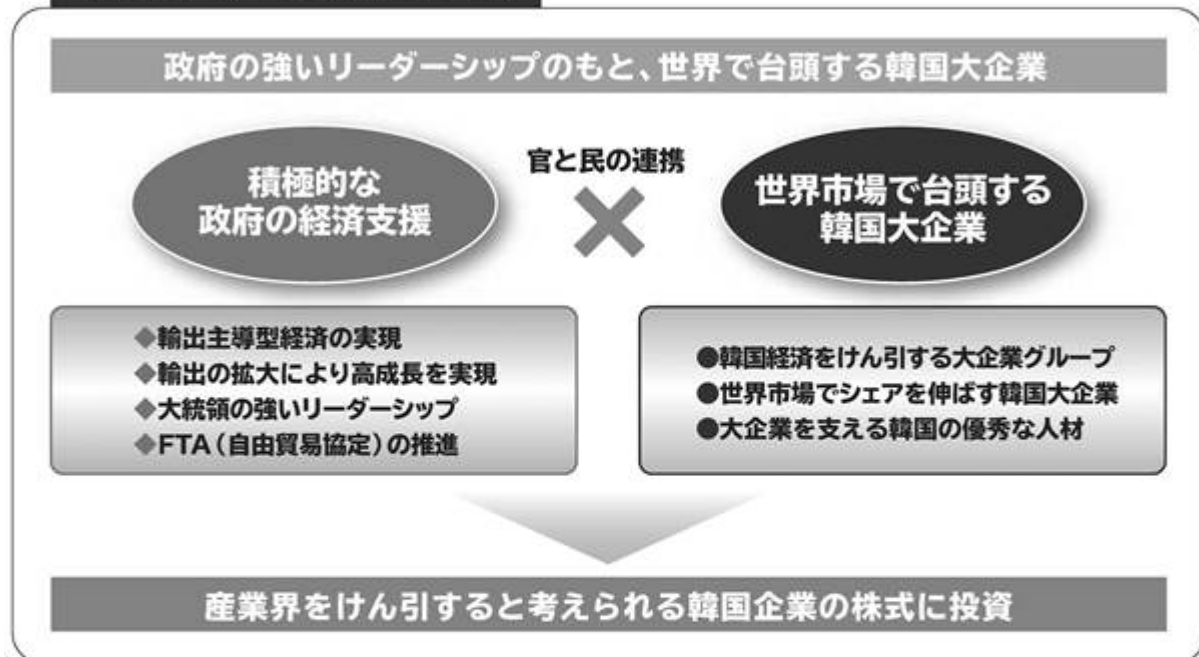 政府の強いリーダーシップのもと、世界で台頭する韓国大企業
積極的な
政府の経済支援
官と民の連携
世界市場で台頭する
韓国大企業
◆輸出主導型経済の実現
◆輸出の拡大により高成長を実現
◆大統領の強いリーダーシップ
◆FTA(自由貿易協定)の推進
●韓国経済をけん引する大企業グループ
●世界市場でシェアを伸ばす韓国大企業
●大企業を支える韓国の優秀な人材
産業界をけん引すると考えられる韓国企業の株式に投資